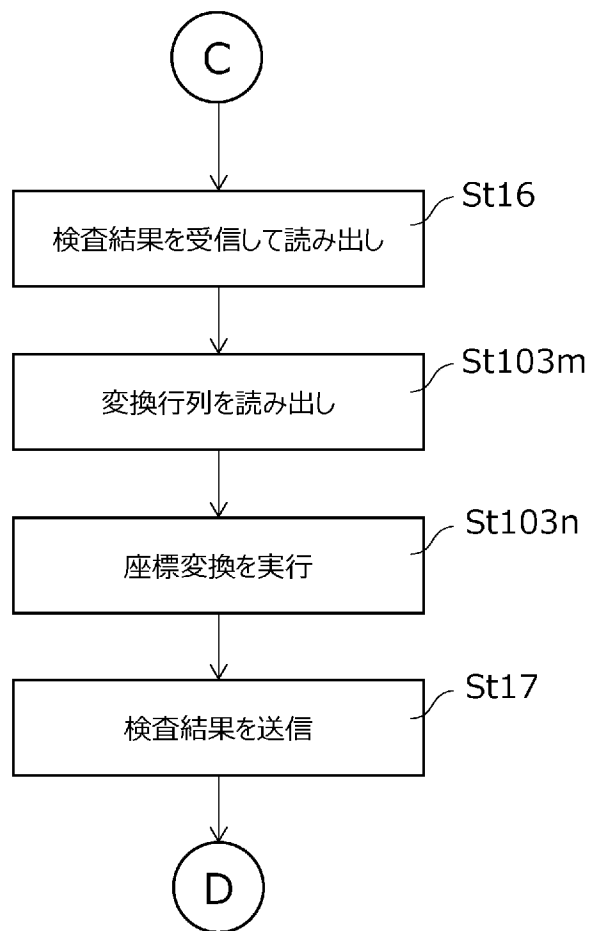 C
St16
検査結果を受信して読み出し
St103m
変換行列を読み出し
St103n
座標変換を実行
St17
検査結果を送信
D